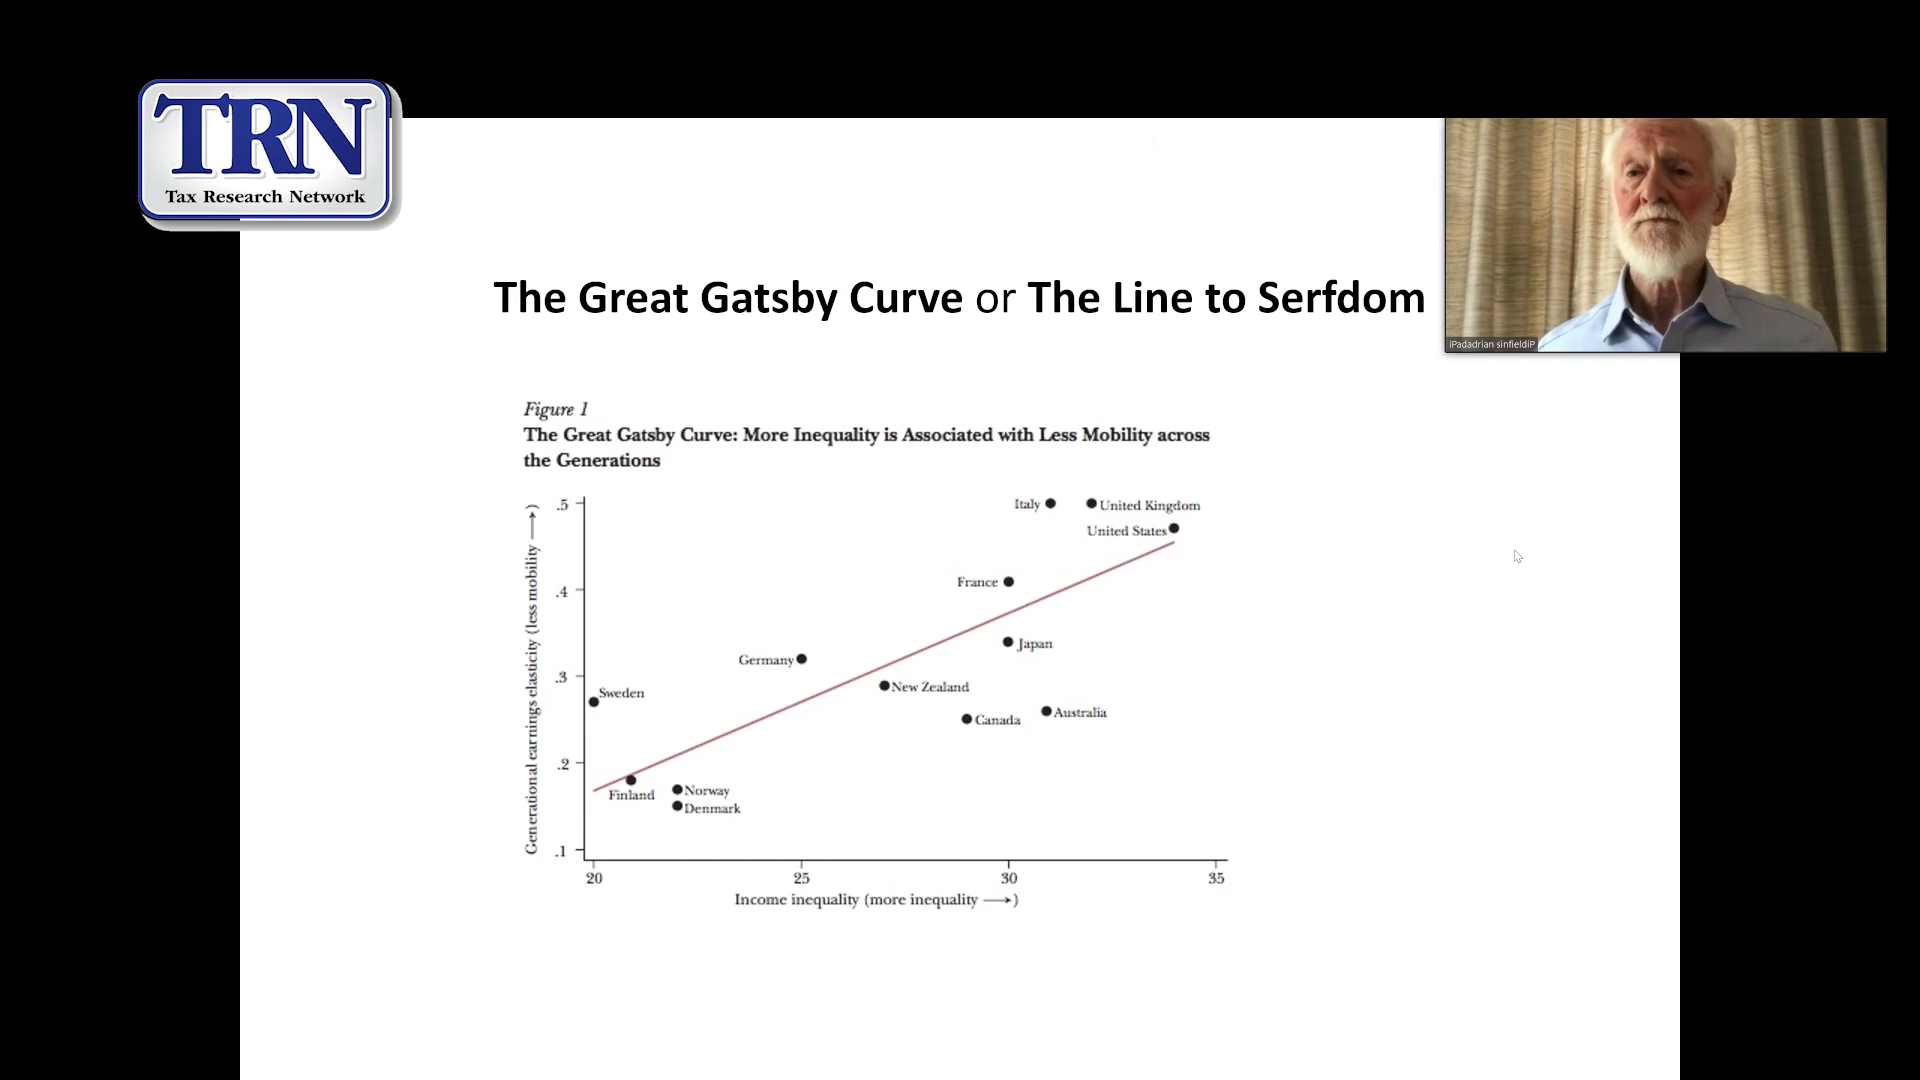 TRN
Tax Research Network
The Great Gatsby Curve or The Line to Serfdom
iPadadrian sinfieldiP
Figure 1
The Great Gatsby Curve: More Inequality is Associated with Less Mobility across
the Generations
Generational earnings elasticity (less mobility ⟶)
.5
.4
.3
.2
.1
Italy
United Kingdom
United States
France
Japan
Germany
New Zealand
Sweden
Canada
Australia
Finland
Norway
Denmark
20
25
30
35
Income inequality (more inequality ⟶)